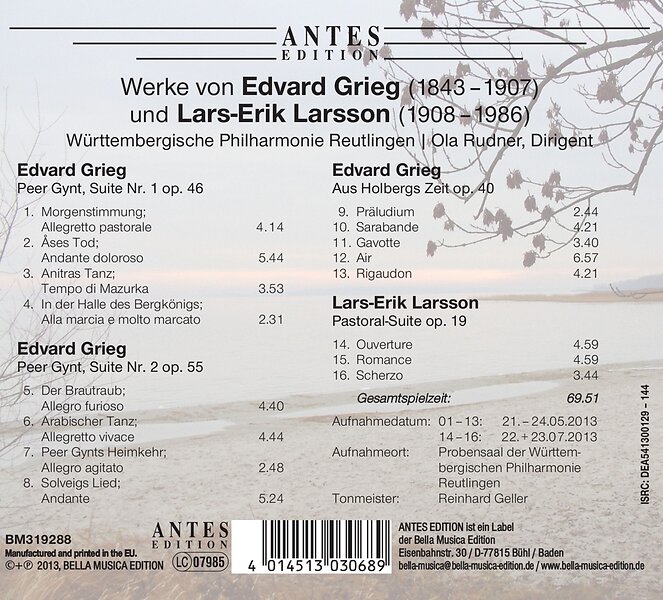 ANTES
EDITION
Werke von Edvard Grieg (1843 – 1907)
und Lars-Erik Larsson (1908 – 1986)
Württembergische Philharmonie Reutlingen | Ola Rudner, Dirigent
Edvard Grieg
Peer Gynt, Suite Nr. 1 op. 46
1. Morgenstimmung;
Allegretto pastorale 4.14
2. Åses Tod;
Andante doloroso 5.44
3. Anitras Tanz;
Tempo di Mazurka 3.53
4. In der Halle des Bergkönigs;
Alla marcia e molto marcato 2.31
Edvard Grieg
Peer Gynt, Suite Nr. 2 op. 55
5. Der Brautraub;
Allegro furioso 4.40
6. Arabischer Tanz;
Allegretto vivace 4.44
7. Peer Gynts Heimkehr;
Allegro agitato 2.48
8. Solveigs Lied;
Andante 5.24
Edvard Grieg
Aus Holbergs Zeit op. 40
9. Präludium 2.44
10. Sarabande 4.21
11. Gavotte 3.40
12. Air 6.57
13. Rigaudon 4.21
Lars-Erik Larsson
Pastoral-Suite op. 19
14. Ouverture 4.59
15. Romance 4.59
16. Scherzo 3.44
Gesamtspielzeit: 69.51
Aufnahmedatum: 01 – 13: 21. – 24.05.2013
14 – 16: 22. + 23.07.2013
Aufnahmeort: Probensaal der Württem-
bergischen Philharmonie
Reutlingen
Tonmeister: Reinhard Geller
ISRC: DEA541300129 – 144
BM319288
Manufactured and printed in the EU.
©+℗ 2013, BELLA MUSICA EDITION
ANTES
EDITION
LC 07985
4 014513 030689
ANTES EDITION ist ein Label
der Bella Musica Edition
Eisenbahnstr. 30 / D-77815 Bühl / Baden
bella-musica@bella-musica-edition.de / www.bella-musica-edition.de